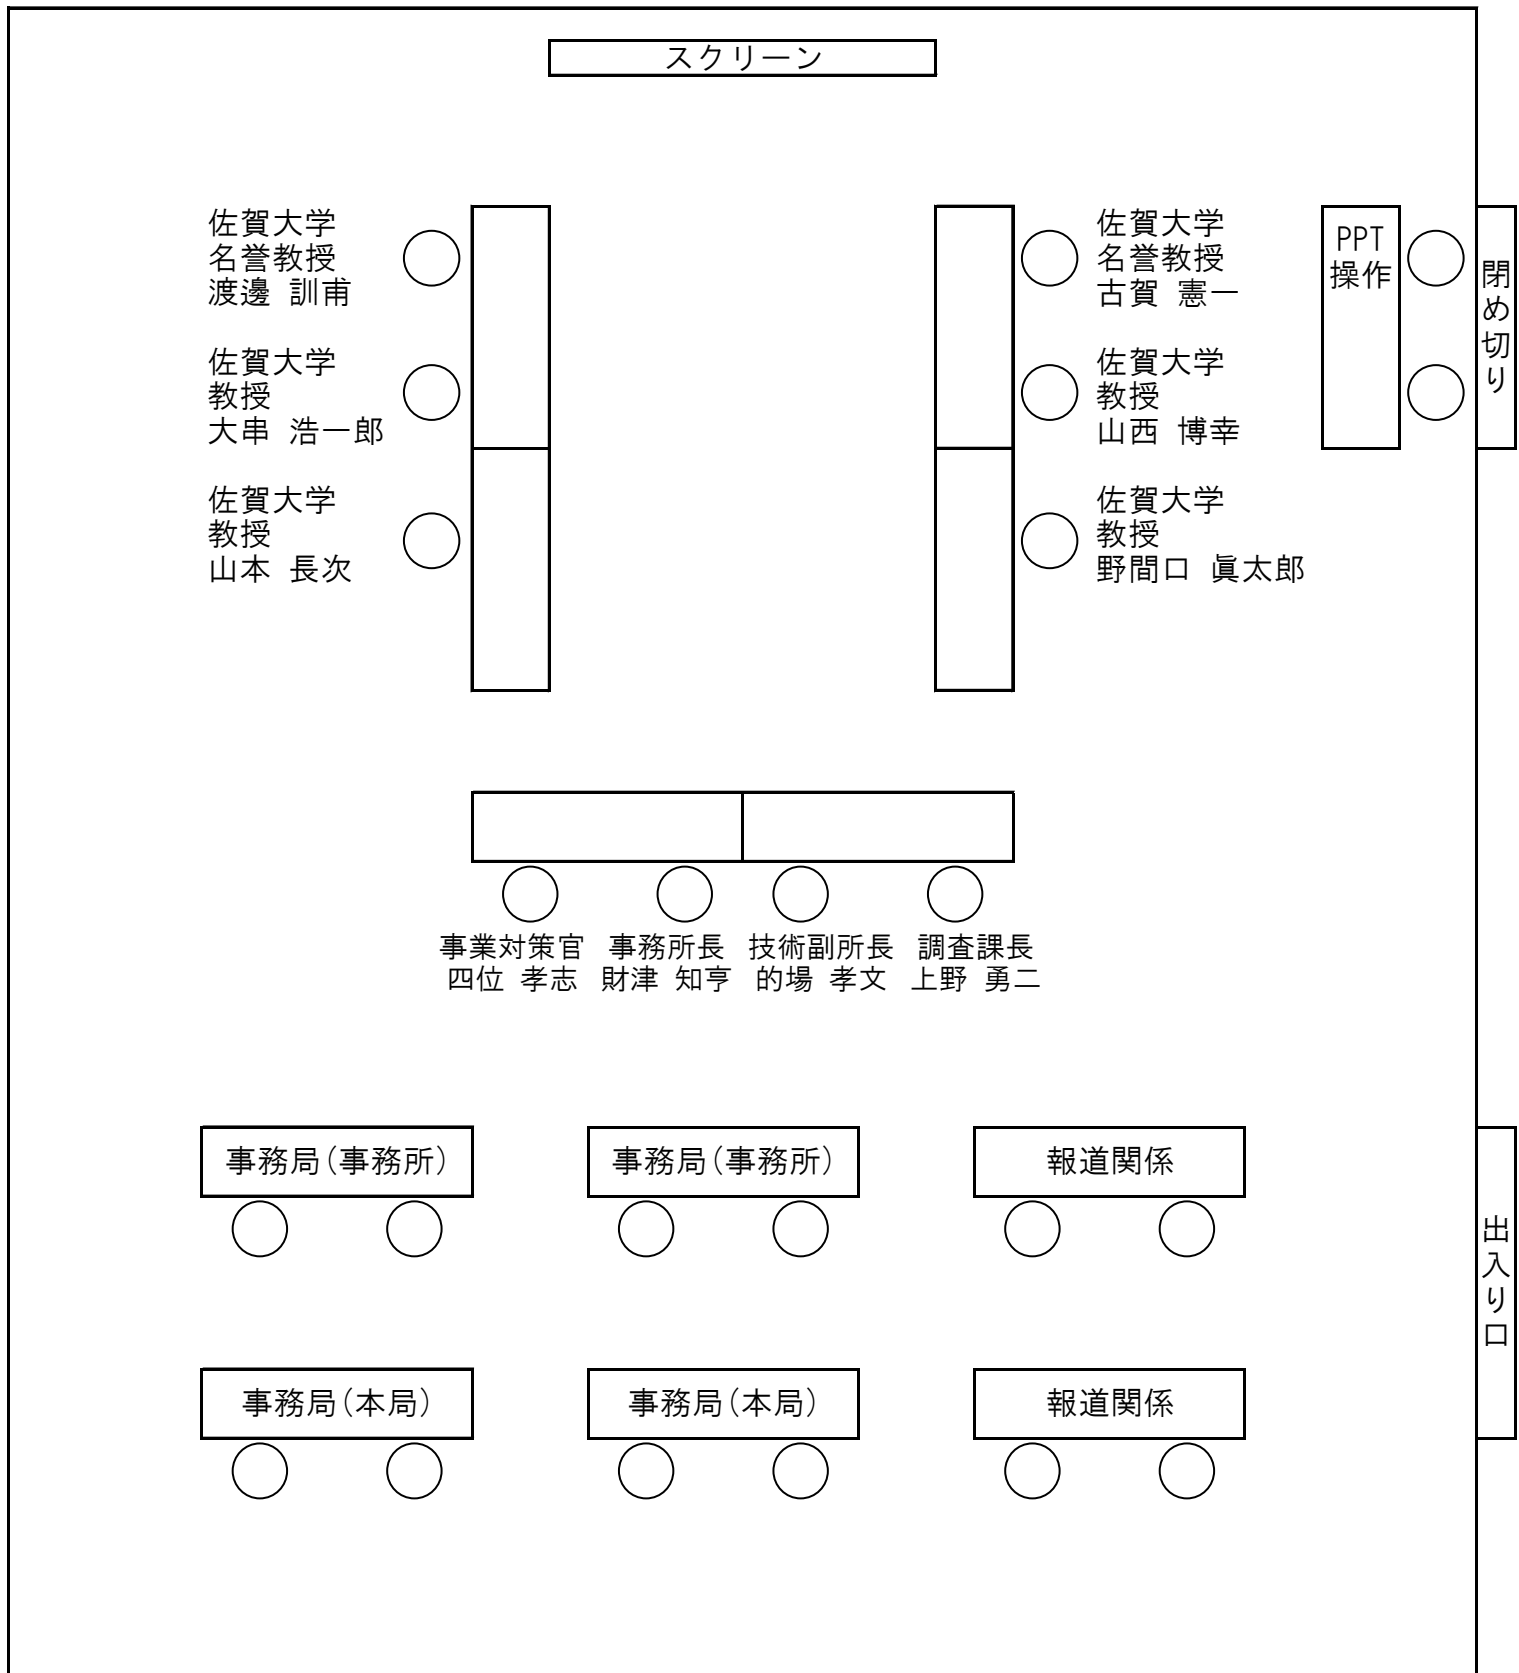 スクリーン
佐賀大学
名誉教授
渡邊 訓甫
佐賀大学
教授
大串 浩一郎
佐賀大学
教授
山本 長次
佐賀大学
名誉教授
古賀 憲一
佐賀大学
教授
山西 博幸
佐賀大学
教授
野間口 眞太郎
PPT
操作
閉め切り
事業対策官
四位 孝志
事務所長
財津 知亨
技術副所長
的場 孝文
調査課長
上野 勇二
事務局(事務所)
事務局(事務所)
報道関係
出入り口
事務局(本局)
事務局(本局)
報道関係